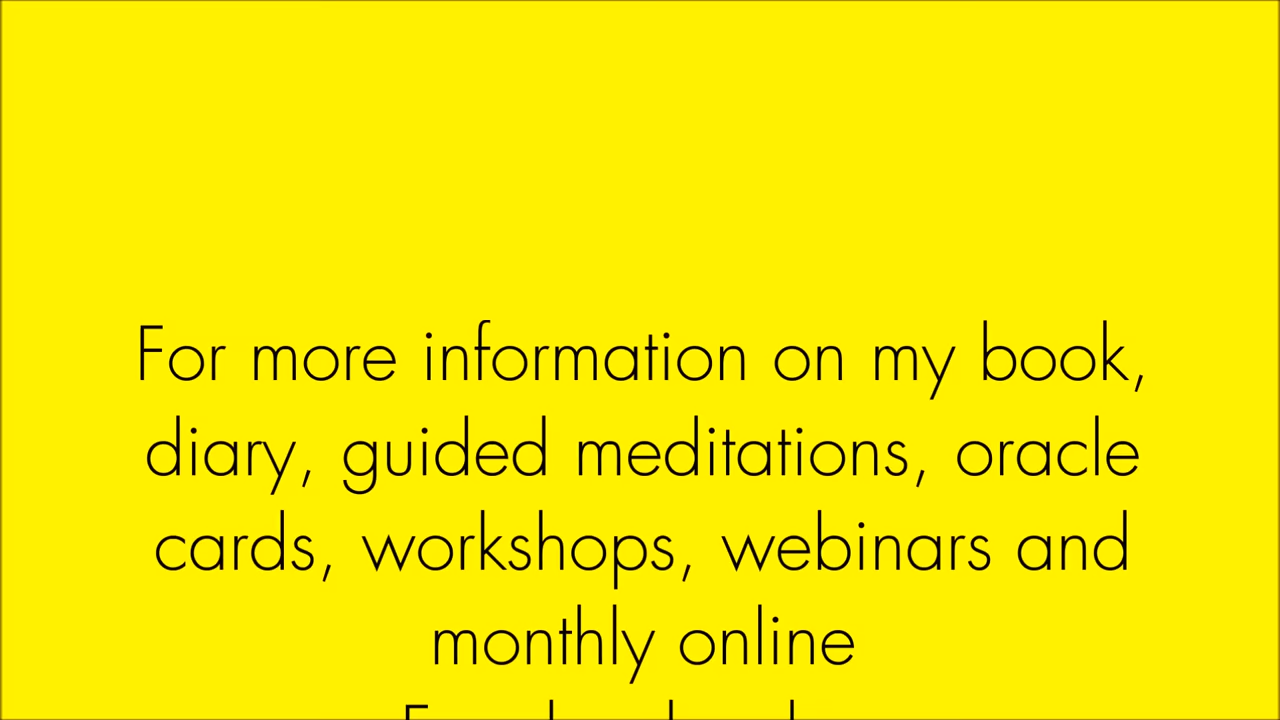 For more information on my book,
diary, guided meditations, oracle
cards, workshops, webinars and
monthly online